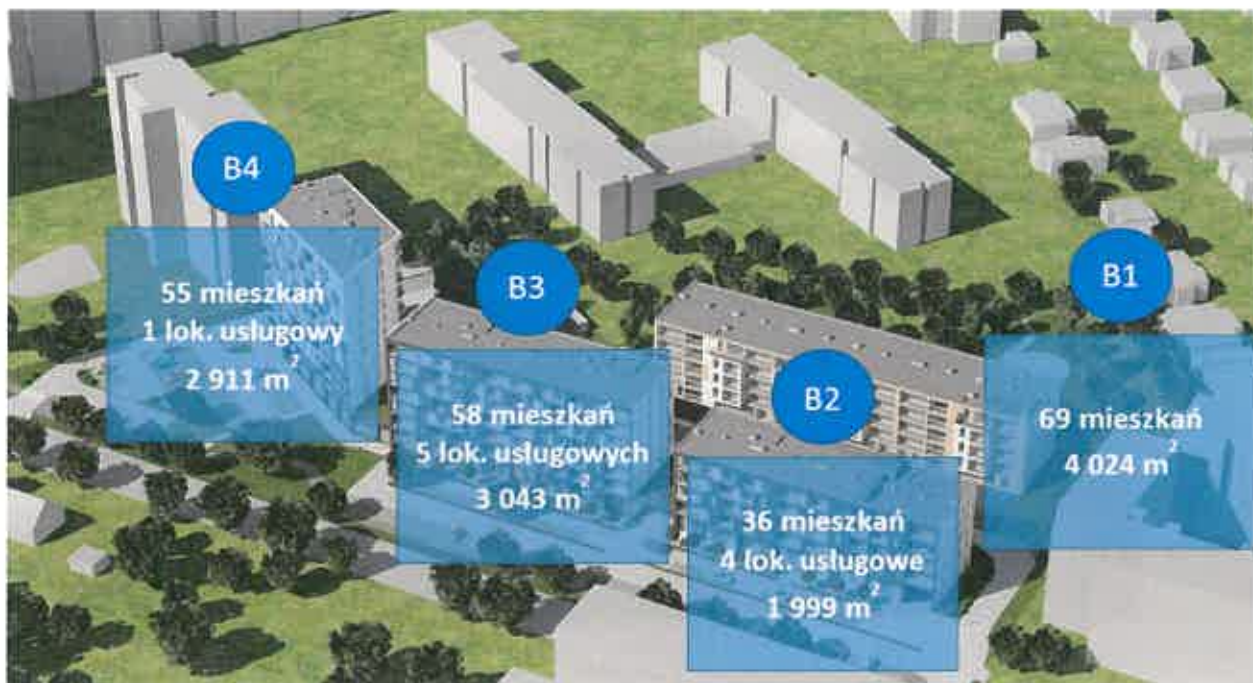 B4
55 mieszkań
1 lok. usługowy
2 911 m²
B3
58 mieszkań
5 lok. usługowych
3 043 m²
B2
36 mieszkań
4 lok. usługowe
1 999 m²
B1
69 mieszkań
4 024 m²